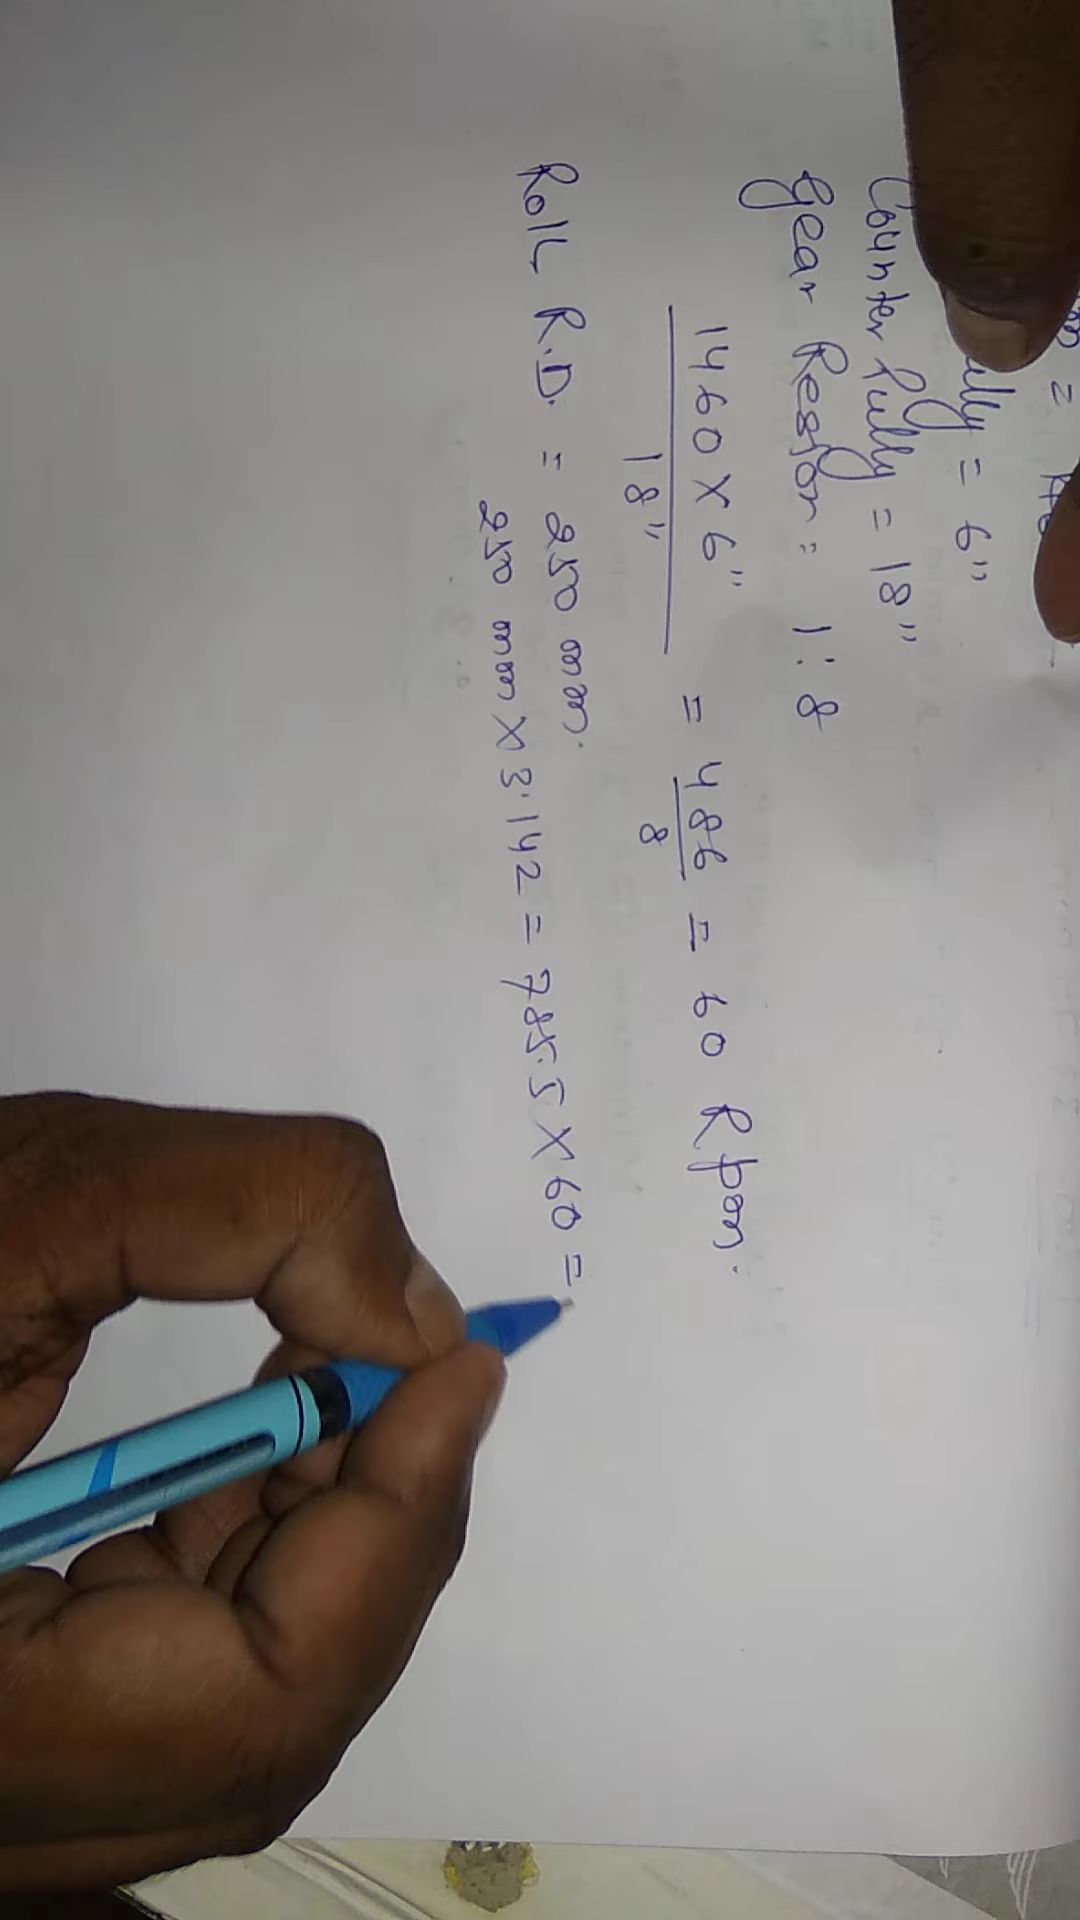 = 
ully = 6"
Counter Pully = 18"
Gear Resion = 1:8
1460 X 6" = 486 = 60 Rpm.
18" 8
Roll R.D. = 250 mm.
250 mm X 3.142 = 785.5 X 60 =